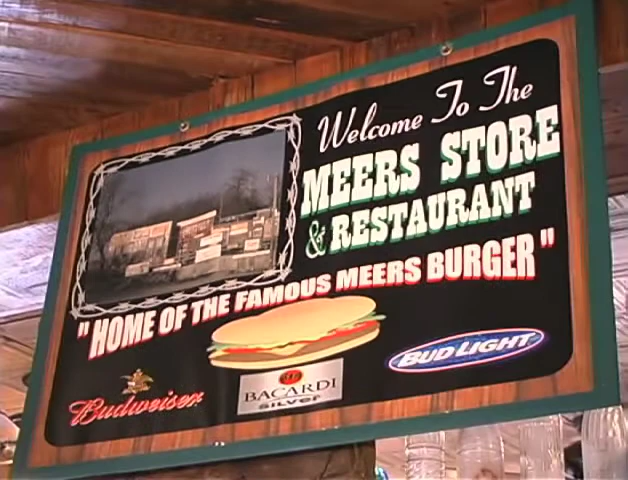 Welcome To The
MEERS STORE
& RESTAURANT
"HOME OF THE FAMOUS MEERS BURGER"
Budweiser
BACARDI
SILVER
BUD LIGHT